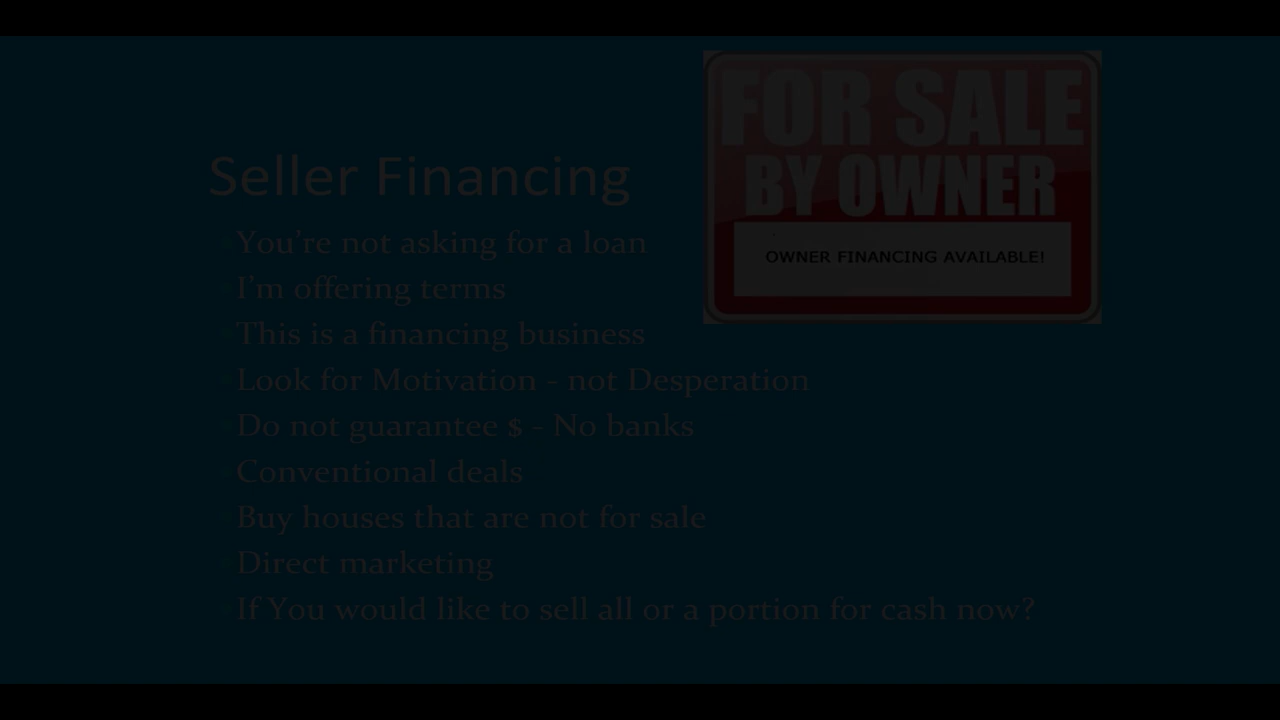 FOR SALE
BY OWNER
OWNER FINANCING AVAILABLE!
Seller Financing
You’re not asking for a loan
I’m offering terms
This is a financing business
Look for Motivation - not Desperation
Do not guarantee $ - No banks
Conventional deals
Buy houses that are not for sale
Direct marketing
If You would like to sell all or a portion for cash now?